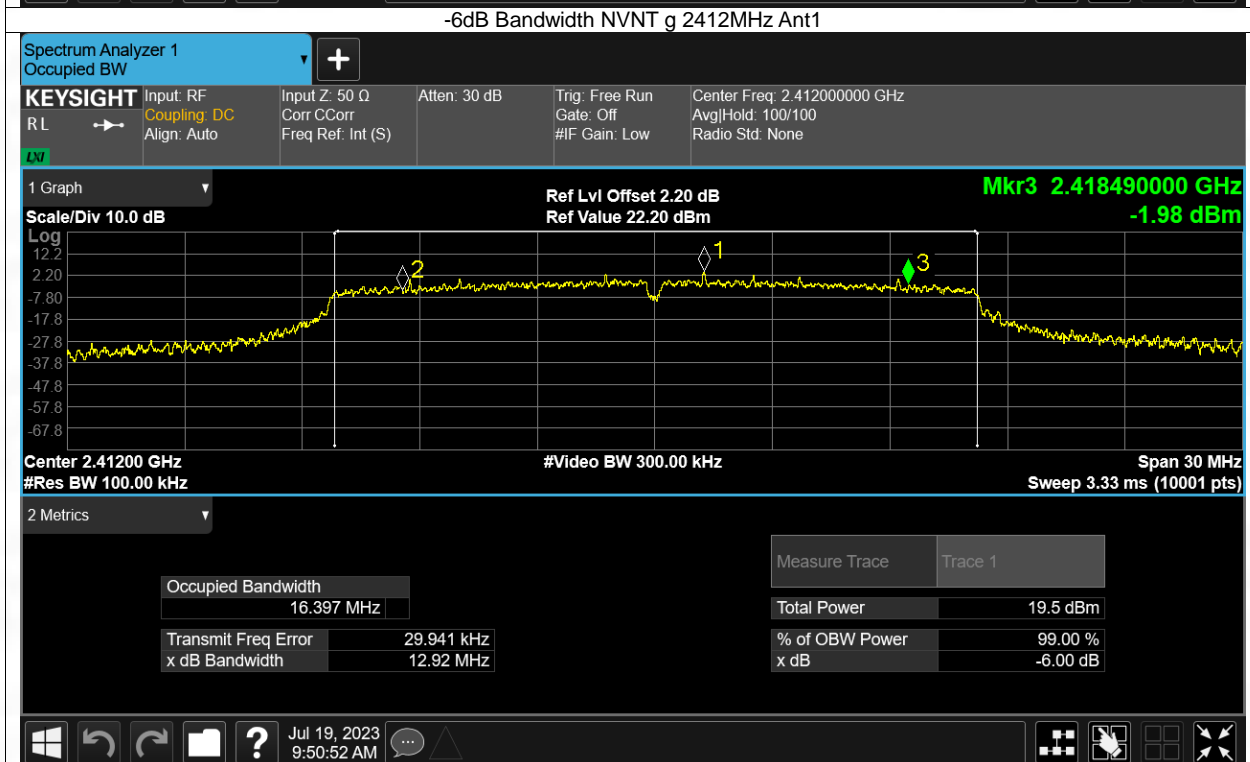 -6dB Bandwidth NVNT g 2412MHz Ant1
Spectrum Analyzer 1
Occupied BW
+
KEYSIGHT
RL
LXI
Input: RF
Coupling: DC
Align: Auto
Input Z: 50 Ω
Corr CCorr
Freq Ref: Int (S)
Atten: 30 dB
Trig: Free Run
Gate: Off
#IF Gain: Low
Center Freq: 2.412000000 GHz
Avg|Hold: 100/100
Radio Std: None
1 Graph
Scale/Div 10.0 dB
Ref Lvl Offset 2.20 dB
Ref Value 22.20 dBm
Mkr3 2.418490000 GHz
-1.98 dBm
Log
12.2
2.20
-7.80
-17.8
-27.8
-37.8
-47.8
-57.8
-67.8
2
1
3
Center 2.41200 GHz
#Res BW 100.00 kHz
#Video BW 300.00 kHz
Span 30 MHz
Sweep 3.33 ms (10001 pts)
2 Metrics
Occupied Bandwidth
16.397 MHz
Transmit Freq Error 29.941 kHz
x dB Bandwidth 12.92 MHz
Measure Trace Trace 1
Total Power 19.5 dBm
% of OBW Power 99.00 %
x dB -6.00 dB
?
Jul 19, 2023
9:50:52 AM